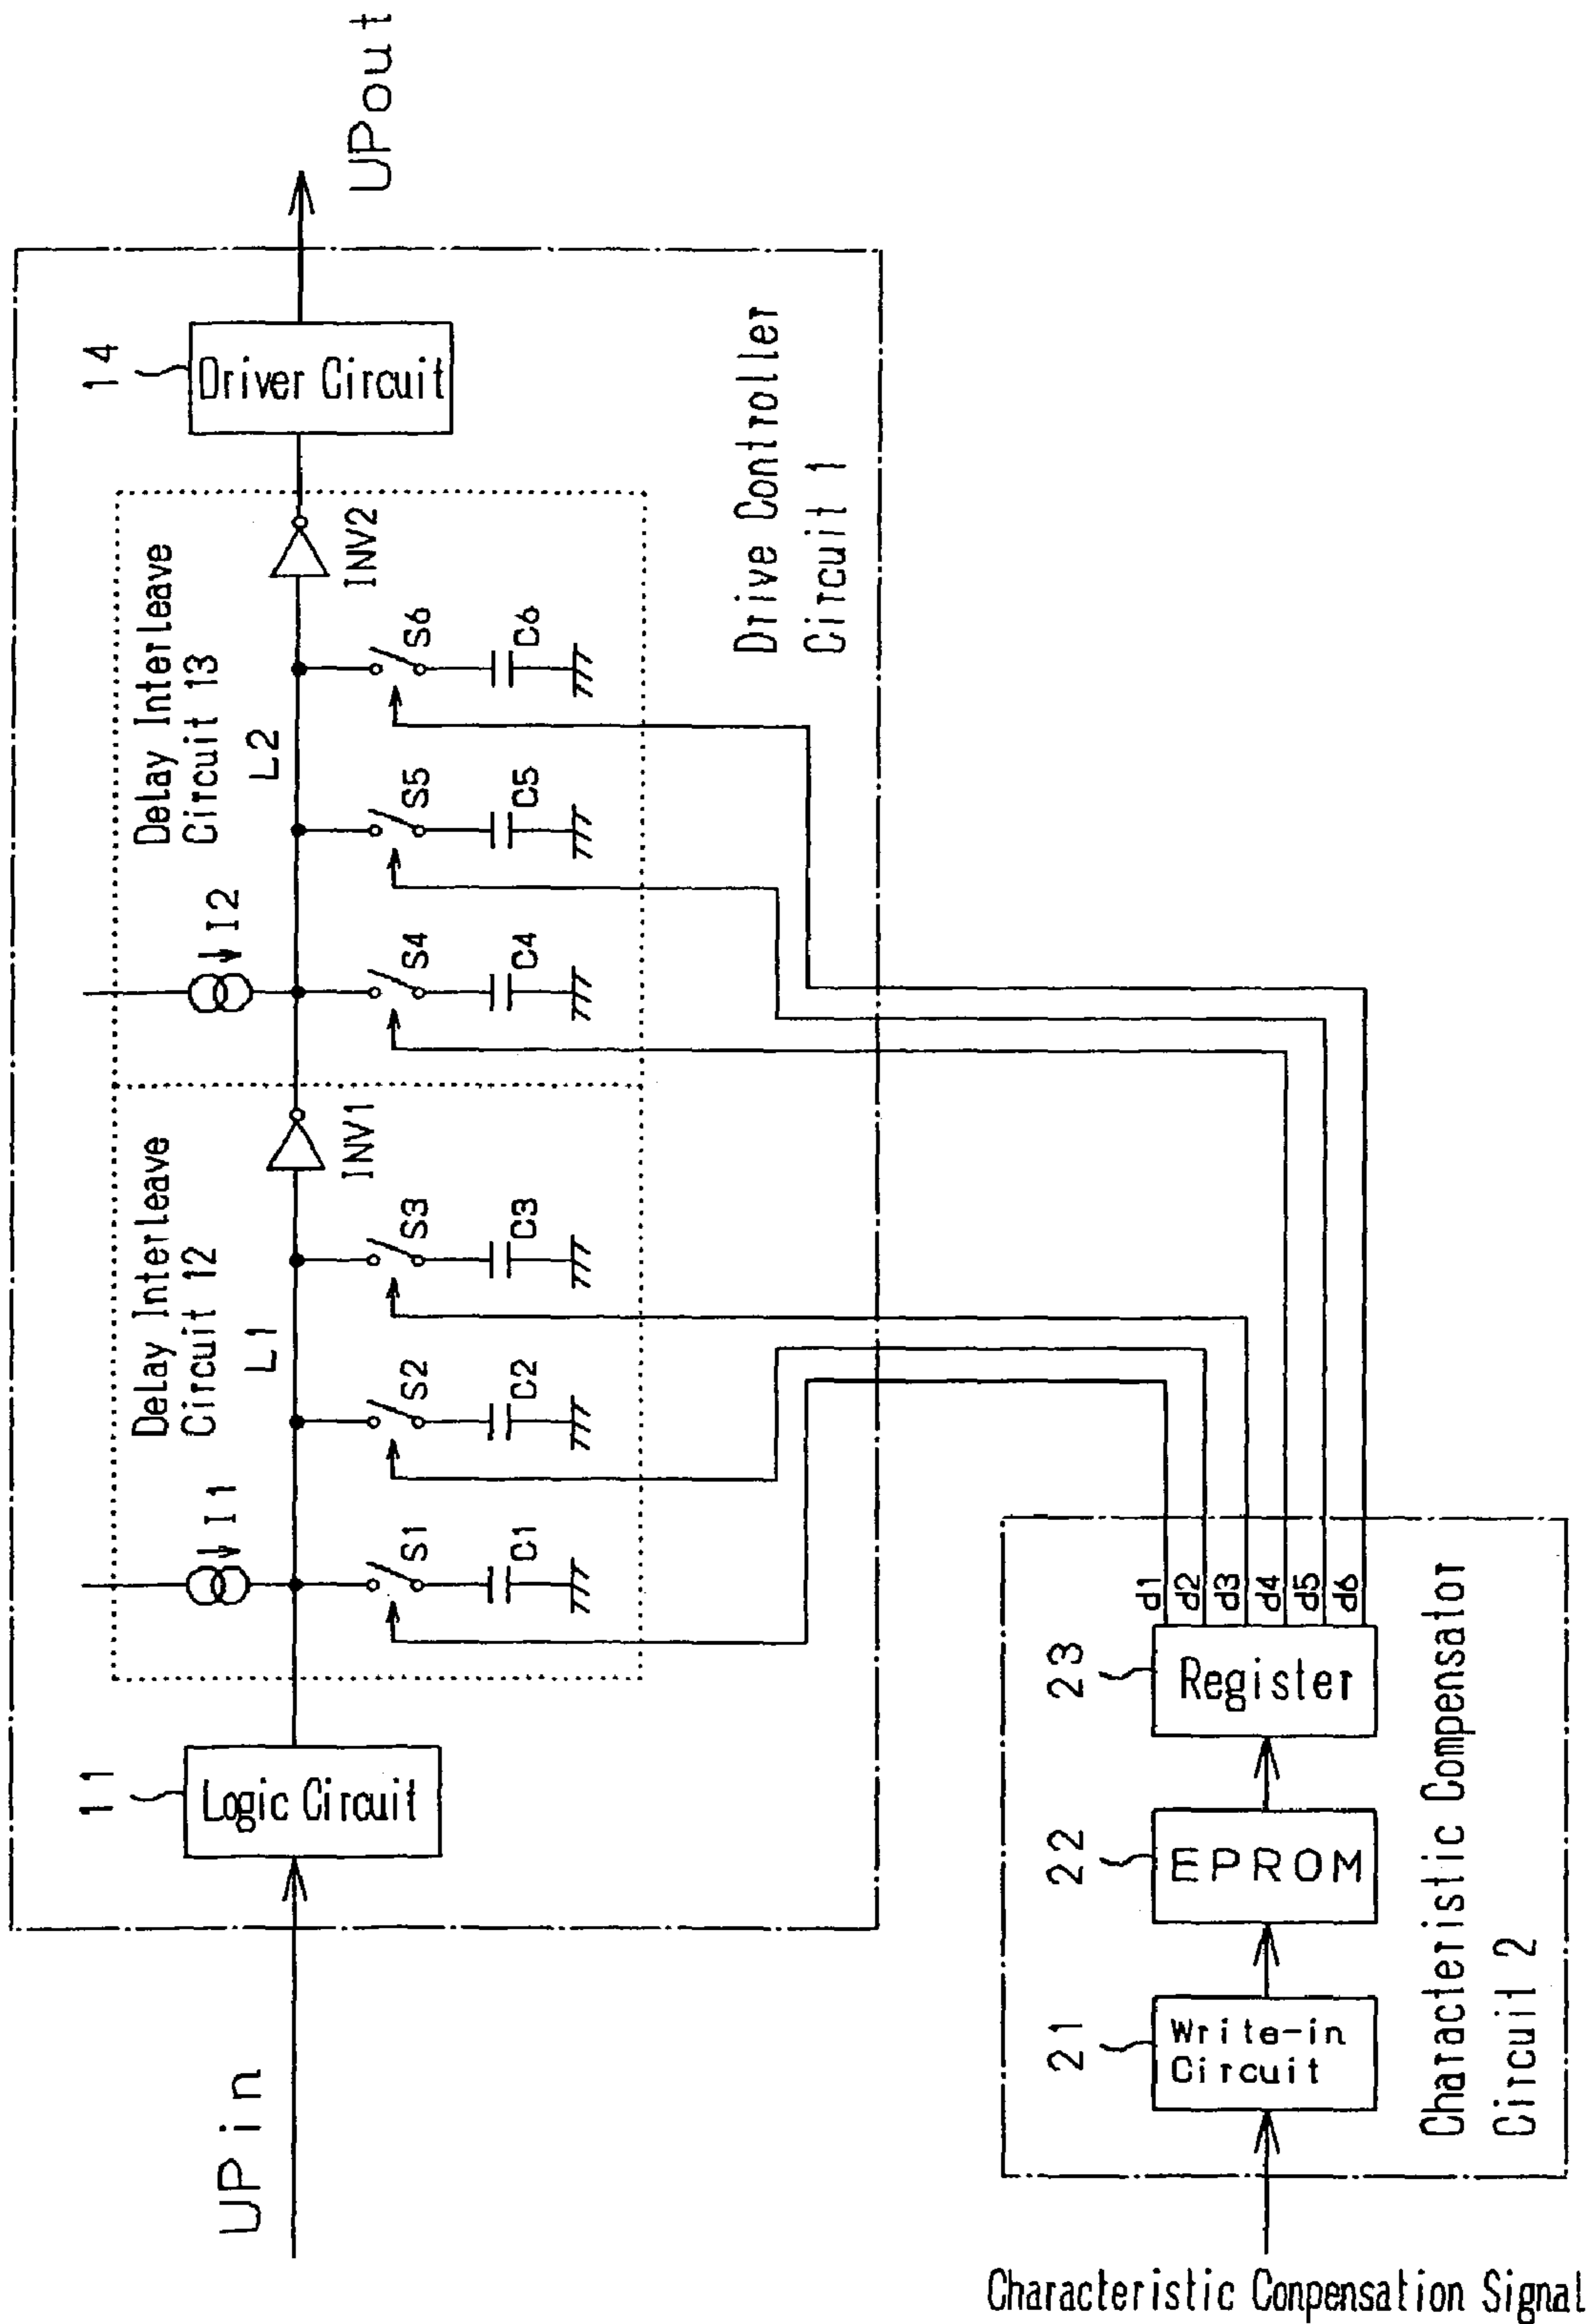 UPin
11
Logic Circuit
Delay Interleave
Circuit 12
I1
L1
S1
C1
S2
C2
S3
C3
INV1
Delay Interleave
Circuit 13
I2
L2
S4
C4
S5
C5
S6
C6
INV2
14
Driver Circuit
UPout
Drive Controller
Circuit 1
21
Write-in
Circuit
22
EPROM
23
Register
d1
d2
d3
d4
d5
d6
Characteristic Compensator
Circuit 2
Characteristic Conpensation Signal